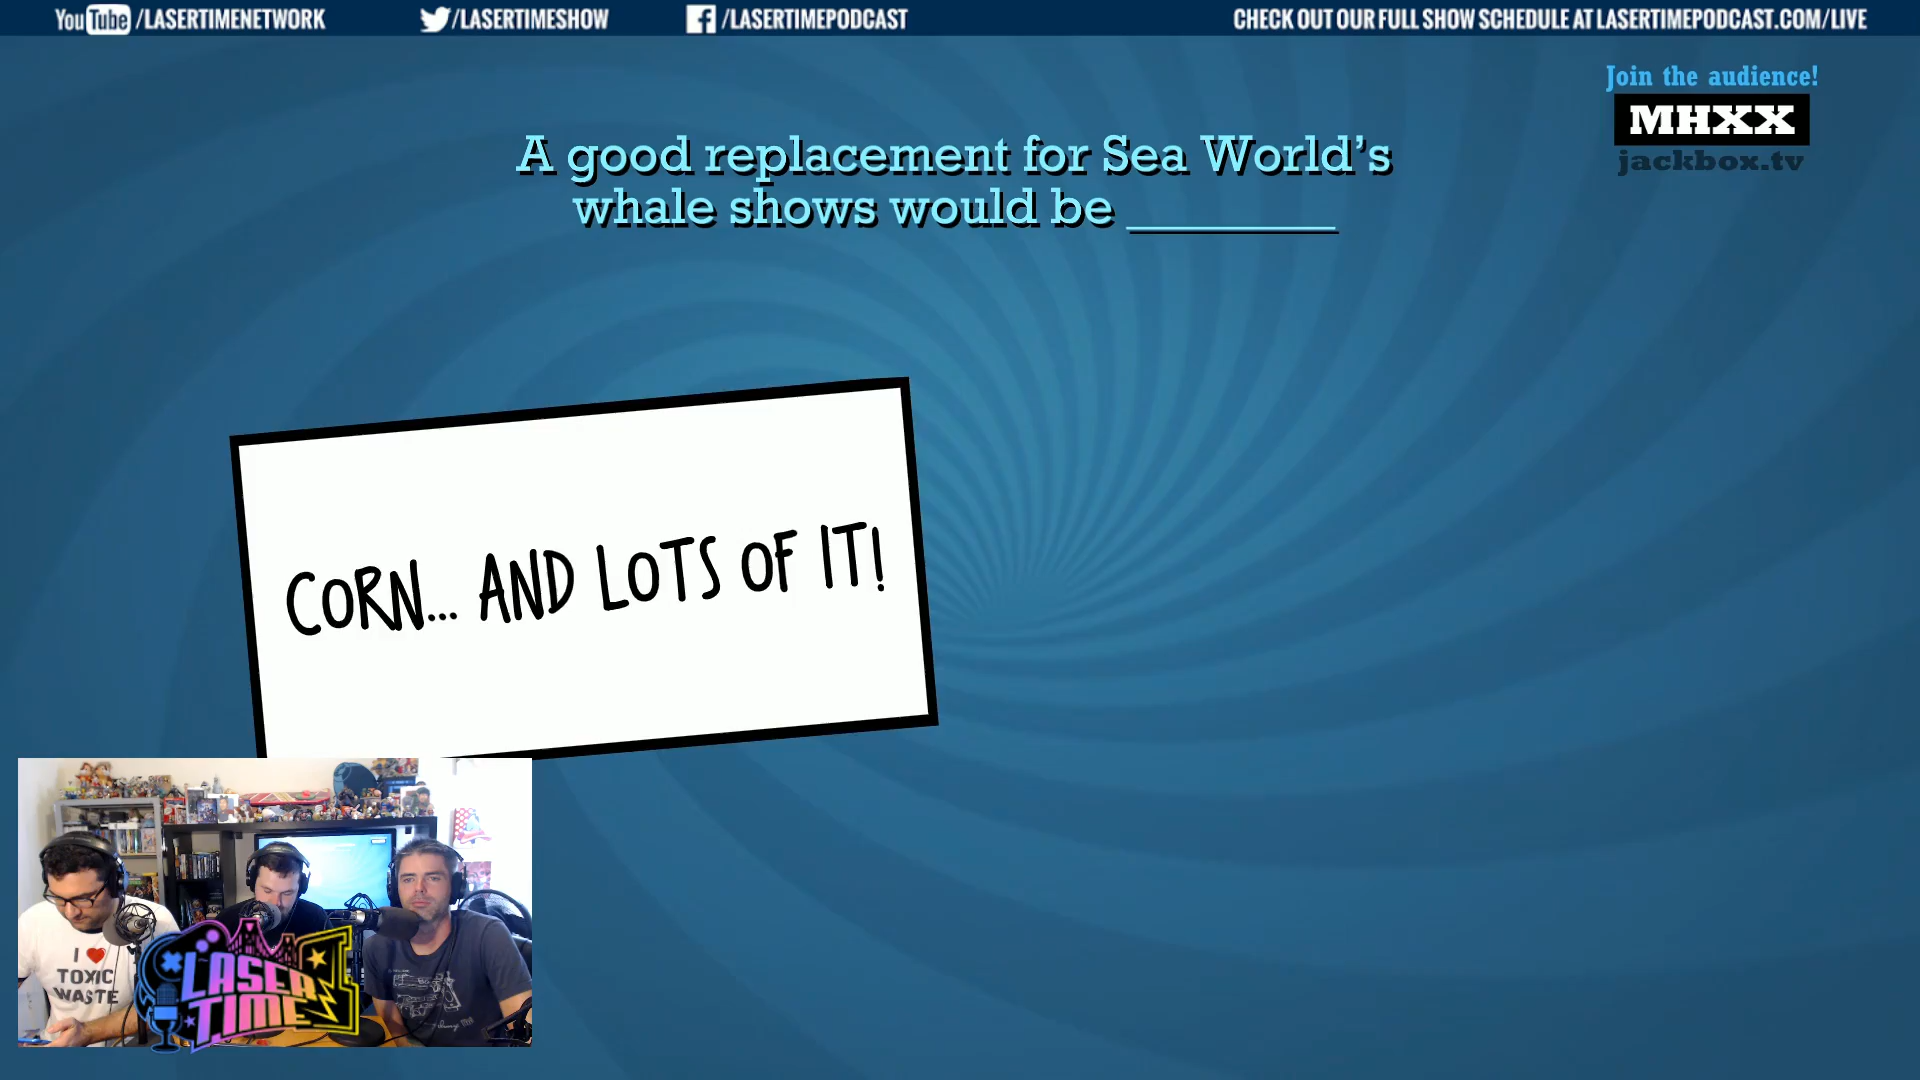 YouTube /LASERTIMENETWORK /LASERTIMESHOW /LASERTIMEPODCAST CHECK OUT OUR FULL SHOW SCHEDULE AT LASERTIMEPODCAST.COM/LIVE
Join the audience!
MHXX
jackbox.tv
A good replacement for Sea World's
whale shows would be ________
CORN... AND LOTS OF IT!
I ❤
TOXIC
WASTE
LASER
TIME